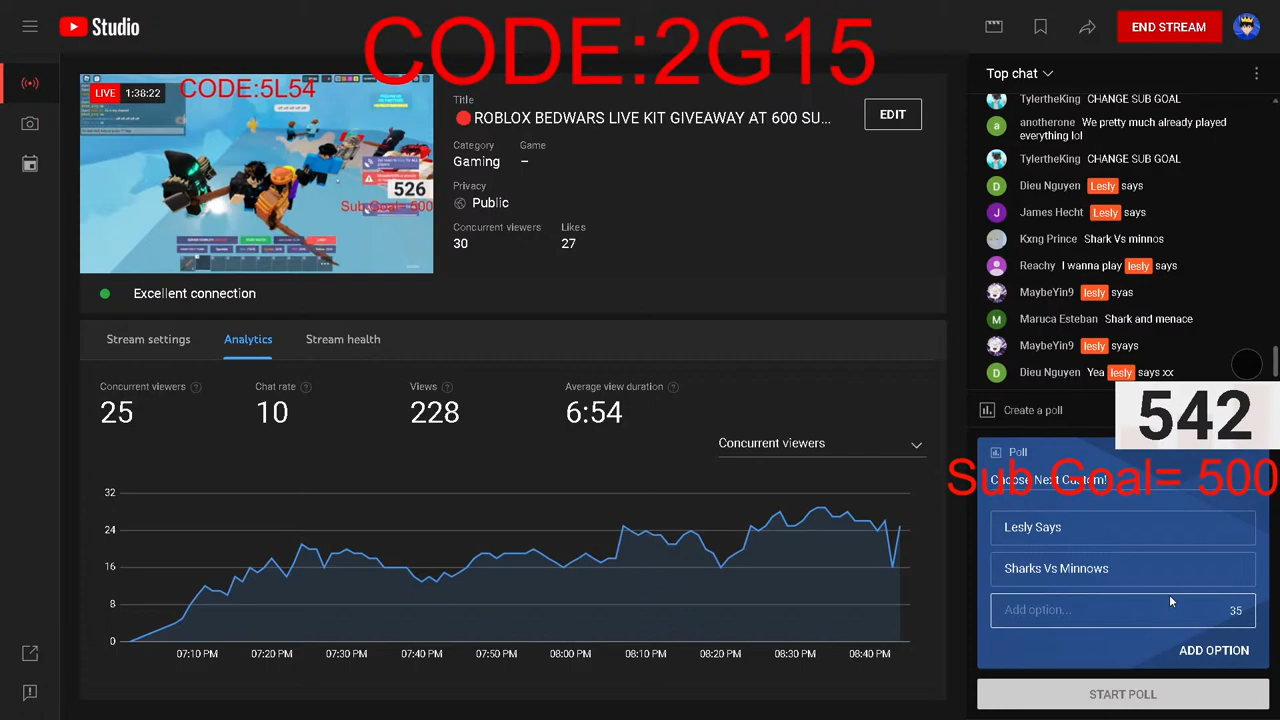 Studio
CODE:2G15
END STREAM
LIVE 1:38:22
CODE:5L54
526
Sub Goal= 500
Title
ROBLOX BEDWARS LIVE KIT GIVEAWAY AT 600 SU...
EDIT
Category
Game
Gaming
–
Privacy
Public
Concurrent viewers
Likes
30
27
Excellent connection
Stream settings
Analytics
Stream health
Concurrent viewers
Chat rate
Views
Average view duration
25
10
228
6:54
Concurrent viewers
32
24
16
8
0
07:10 PM
07:20 PM
07:30 PM
07:40 PM
07:50 PM
08:00 PM
08:10 PM
08:20 PM
08:30 PM
08:40 PM
Top chat
TylertheKing CHANGE SUB GOAL
a anotherone We pretty much already played
everything lol
TylertheKing CHANGE SUB GOAL
D Dieu Nguyen Lesly says
J James Hecht Lesly says
Kxng Prince Shark Vs minnos
Reachy I wanna play lesly says
MaybeYin9 lesly syas
M Maruca Esteban Shark and menace
MaybeYin9 lesly syays
D Dieu Nguyen Yea lesly says xx
Create a poll
542
Poll
Sub Goal= 500
Choose Next Custom!
Lesly Says
Sharks Vs Minnows
Add option...
35
ADD OPTION
START POLL